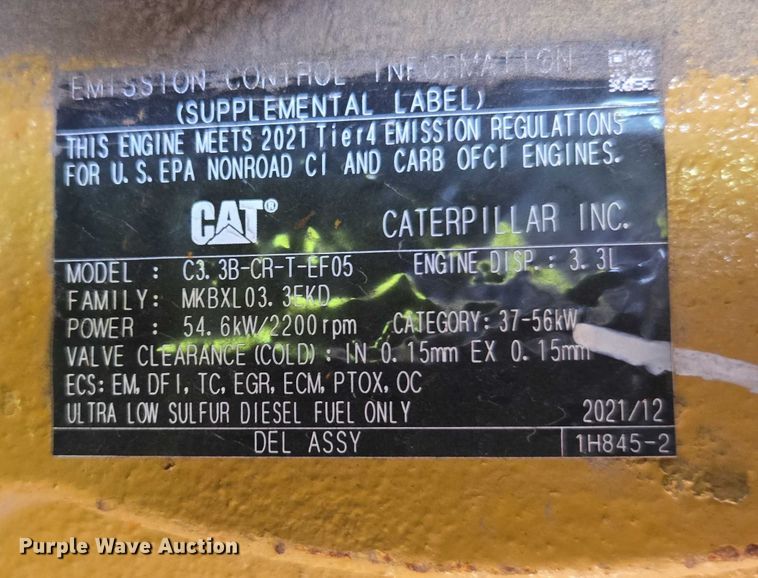 EMISSION CONTROL INFORMATION
(SUPPLEMENTAL LABEL)
THIS ENGINE MEETS 2021 Tier4 EMISSION REGULATIONS
FOR U.S.EPA NONROAD CI AND CARB OFCI ENGINES.
CAT® CATERPILLAR INC.
MODEL : C3.3B-CR-T-EF05 ENGINE DISP.: 3.3L
FAMILY: MKBXL03.3EKD
POWER : 54.6kW/2200rpm CATEGORY: 37-56kW
VALVE CLEARANCE(COLD): IN 0.15mm EX 0.15mm
ECS: EM, DFI, TC, EGR, ECM, PTOX, OC
ULTRA LOW SULFUR DIESEL FUEL ONLY 2021/12
DEL ASSY 1H845-2
Purple Wave Auction